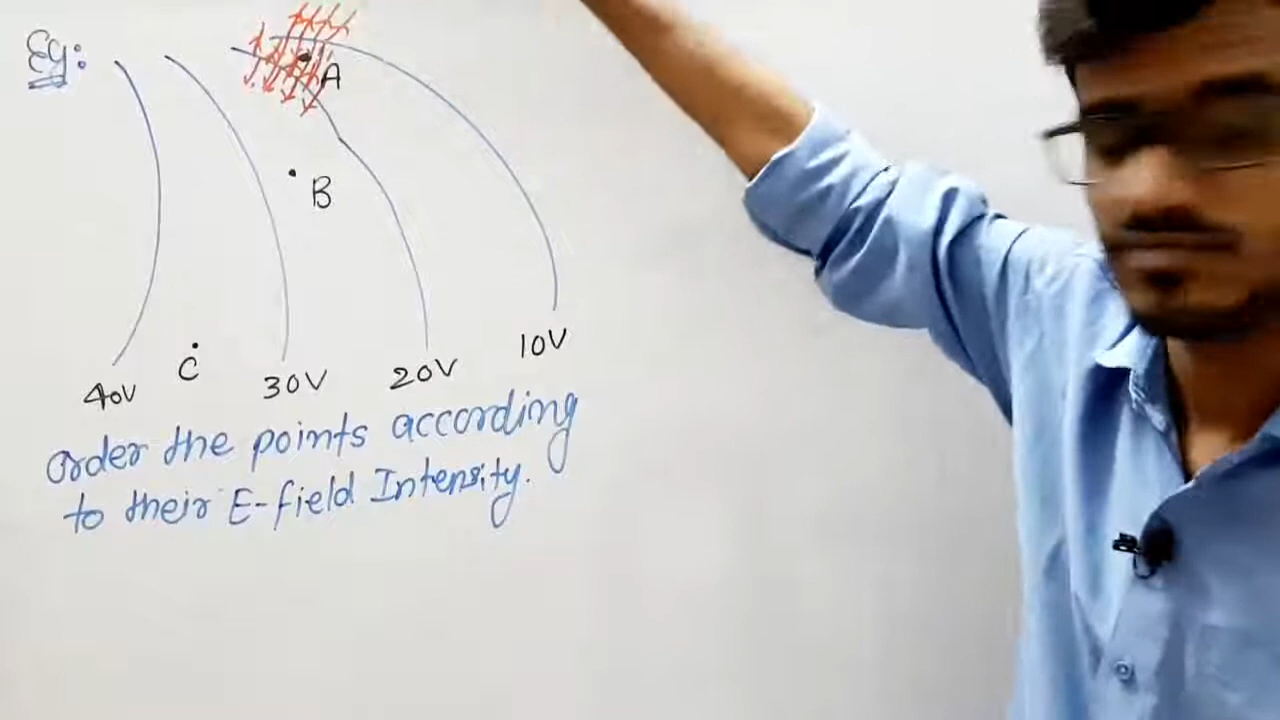 Eg:
A
B
C
40V
30V
20V
10V
Order the points according
to their E-field Intensity.